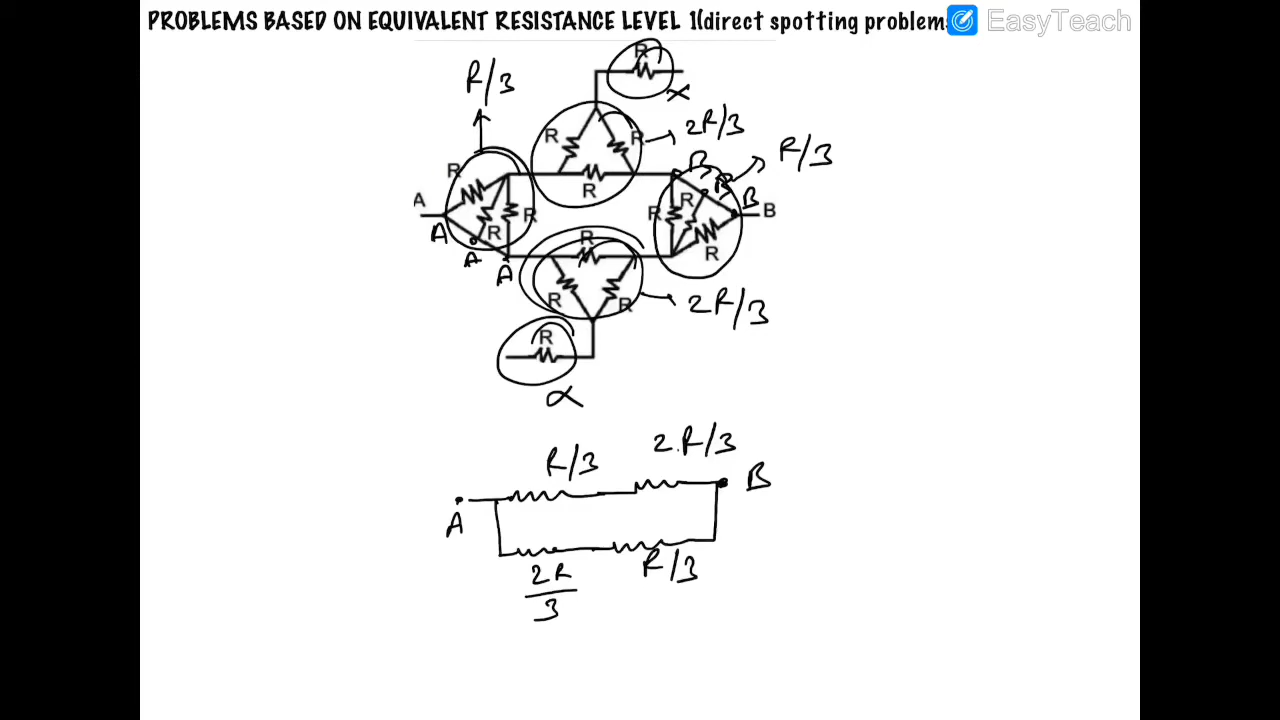 PROBLEMS BASED ON EQUIVALENT RESISTANCE LEVEL 1(direct spotting problem
EasyTeach
R
x
R/3
R
R
2R/3
R
R/3
R
R
B
B
A
R
R
R
B
B
A
R
R
A
A
R
R
R
2R/3
R
α
R/3
2R/3
B
A
2R
3
R/3